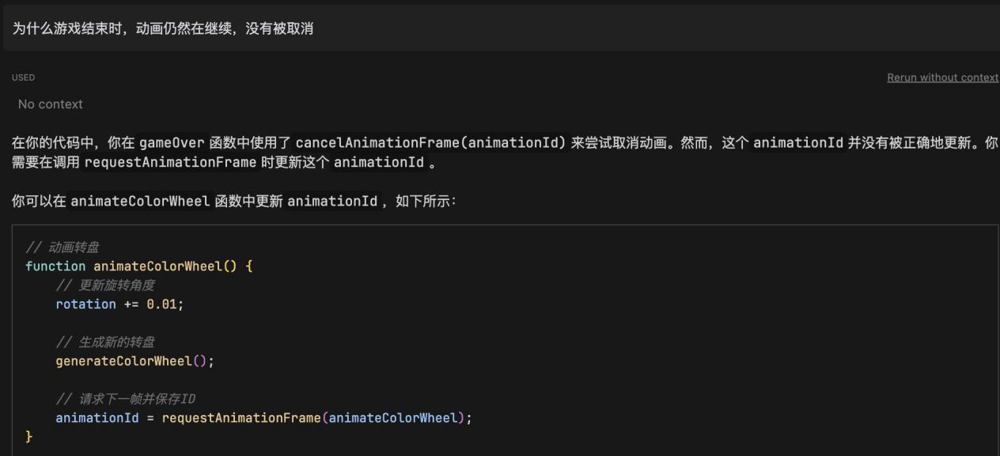 为什么游戏结束时，动画仍然在继续，没有被取消
USED
Rerun without context
No context
在你的代码中，你在 gameOver 函数中使用了 cancelAnimationFrame(animationId) 来尝试取消动画。然而，这个 animationId 并没有被正确地更新。你
需要在调用 requestAnimationFrame 时更新这个 animationId 。
你可以在 animateColorWheel 函数中更新 animationId ，如下所示：
// 动画转盘
function animateColorWheel() {
// 更新旋转角度
rotation += 0.01;
// 生成新的转盘
generateColorWheel();
// 请求下一帧并保存ID
animationId = requestAnimationFrame(animateColorWheel);
}